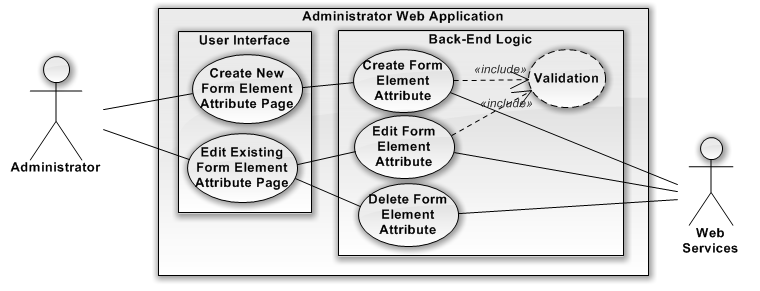 Administrator Web Application
User Interface
Back-End Logic
Create New
Form Element
Attribute Page
Create Form
Element
Attribute
«include»
Validation
«include»
Edit Existing
Form Element
Attribute Page
Edit Form
Element
Attribute
Delete Form
Element
Attribute
Administrator
Web
Services